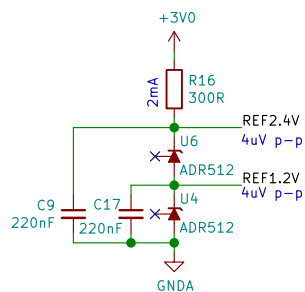 +3V0
2mA
R16
300R
REF2.4V
4uV p-p
U6
ADR512
REF1.2V
4uV p-p
C9
220nF
C17
220nF
U4
ADR512
GNDA